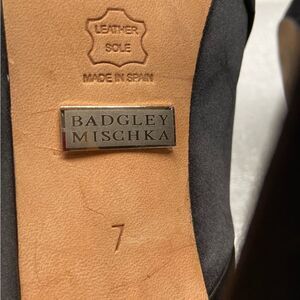 LEATHER
SOLE
MADE IN SPAIN
BADGLEY
MISCHKA
7